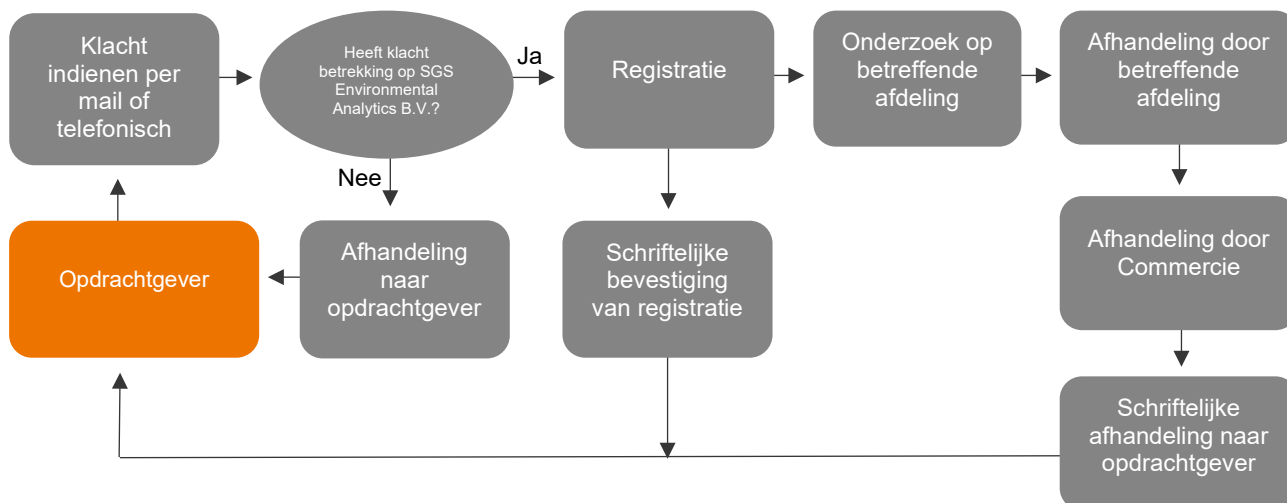 Klacht
indienen per
mail of
telefonisch
Heeft klacht
betrekking op SGS
Environmental
Analytics B.V.?
Ja
Registratie
Onderzoek op
betreffende
afdeling
Afhandeling door
betreffende
afdeling
Nee
Opdrachtgever
Afhandeling
naar
opdrachtgever
Schriftelijke
bevestiging
van registratie
Afhandeling door
Commercie
Schriftelijke
afhandeling naar
opdrachtgever